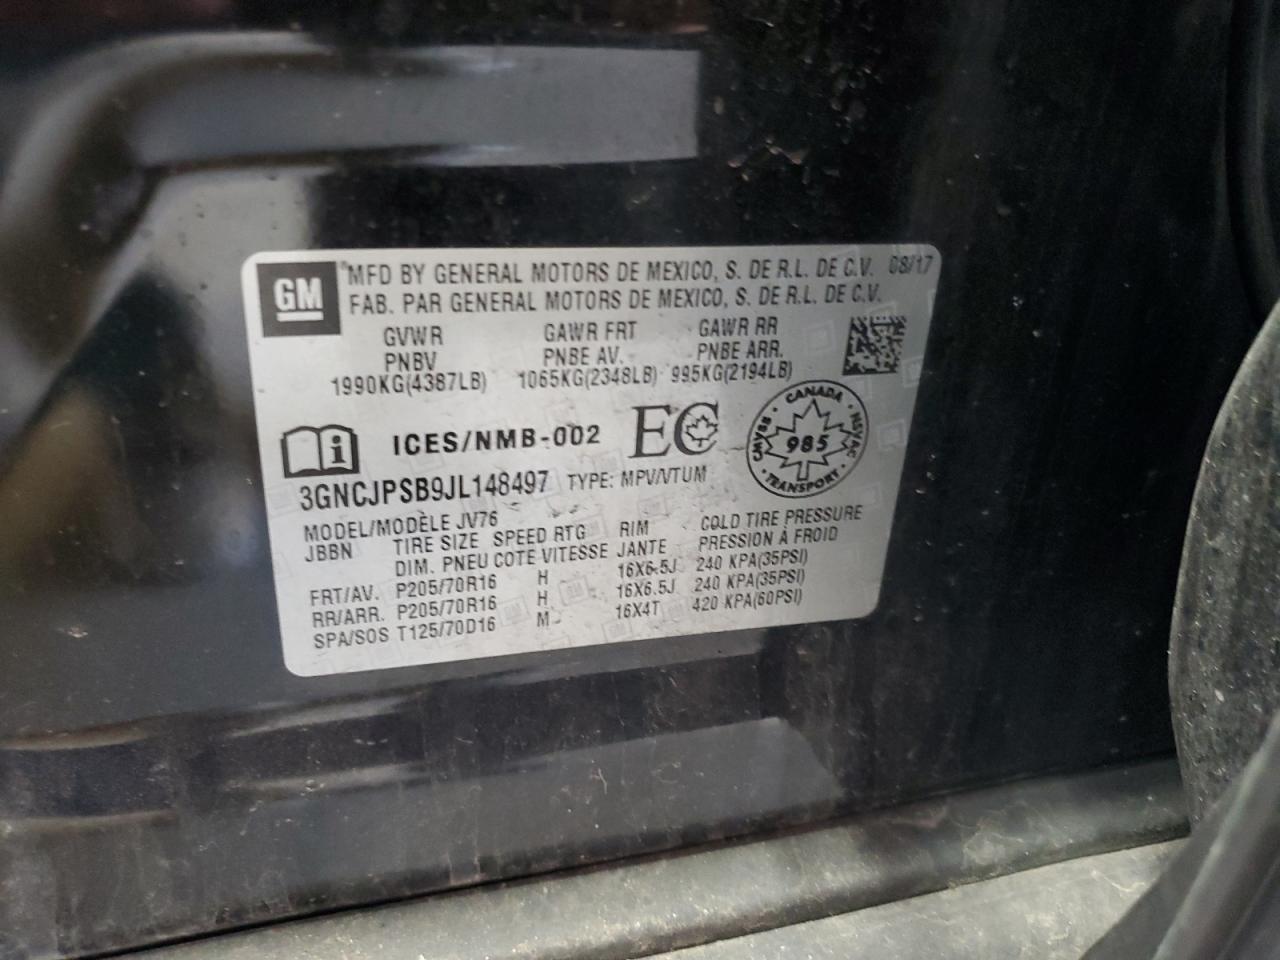 GM
MFD BY GENERAL MOTORS DE MEXICO, S. DE R.L. DE C.V. 08/17
FAB. PAR GENERAL MOTORS DE MEXICO, S. DE R.L. DE C.V.
GVWR GAWR FRT GAWR RR
PNBV PNBE AV. PNBE ARR.
1990KG(4387LB) 1065KG(2348LB) 995KG(2194LB)
i ICES/NMB-002 EC
CANADA
CMVSS 985 NSVAC
TRANSPORT
3GNCJPSB9JL148497 TYPE: MPV/VTUM
MODEL/MODÈLE JV76
JBBN TIRE SIZE SPEED RTG RIM COLD TIRE PRESSURE
DIM. PNEU COTE VITESSE JANTE PRESSION À FROID
FRT/AV. P205/70R16 H 16X6.5J 240 KPA(35PSI)
RR/ARR. P205/70R16 H 16X6.5J 240 KPA(35PSI)
SPA/SOS T125/70D16 M 16X4T 420 KPA(60PSI)